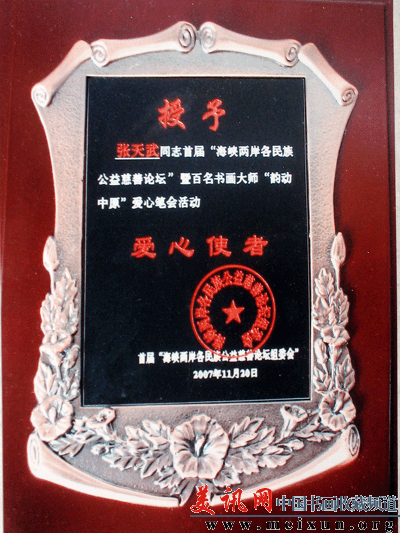 授予
张天武同志首届“海峡两岸各民族
公益慈善论坛”暨百名书画大师“韵动
中原”爱心笔会活动
爱心使者
首届“海峡两岸各民族公益慈善论坛组委会”
2007年11月20日
美讯网 中国书画收藏频道
www.meixun.org